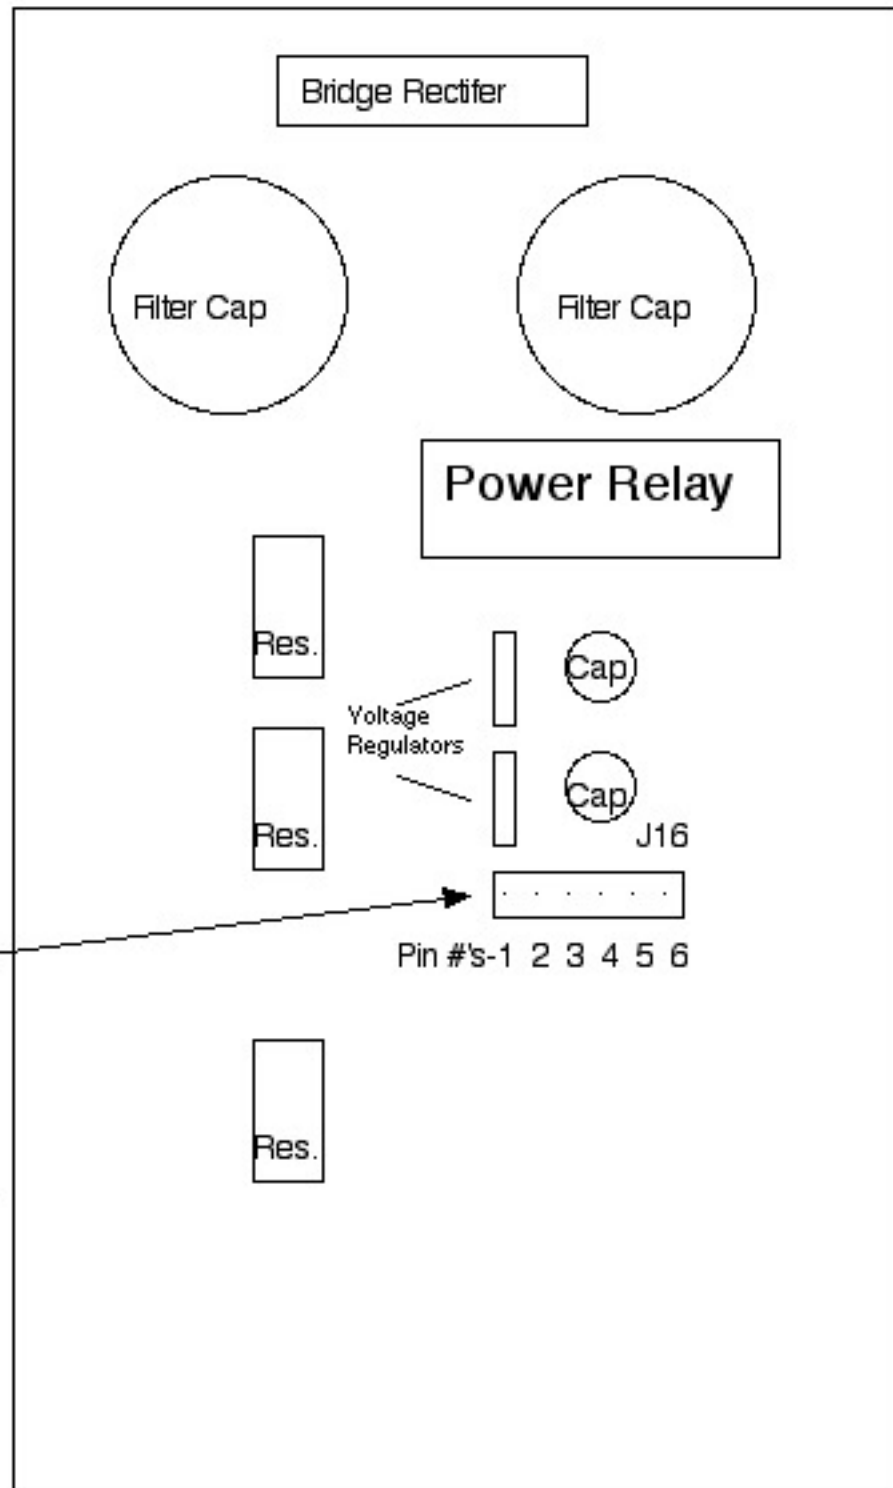 Bridge Rectifer
Filter Cap
Filter Cap
Power Relay
Res.
Cap
Voltage
Regulators
Res.
Cap
J16
Pin #'s-1 2 3 4 5 6
Res.